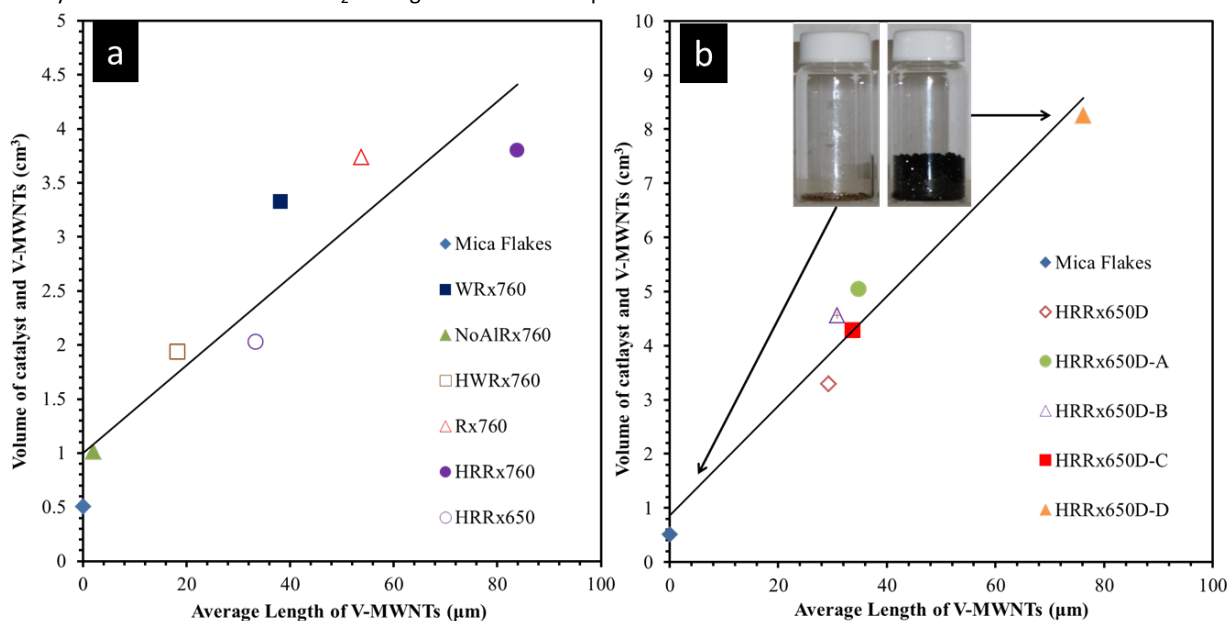 a
Volume of catalyst and V-MWNTs (cm³)
5
4.5
4
3.5
3
2.5
2
1.5
1
0.5
0
Mica Flakes
WRx760
NoAlRx760
HWRx760
Rx760
HRRx760
HRRx650
0 20 40 60 80 100
Average Length of V-MWNTs (μm)
b
Volume of catlayst and V-MWNTs (cm³)
10
9
8
7
6
5
4
3
2
1
0
Mica Flakes
HRRx650D
HRRx650D-A
HRRx650D-B
HRRx650D-C
HRRx650D-D
0 20 40 60 80 100
Average Length of V-MWNTs (μm)